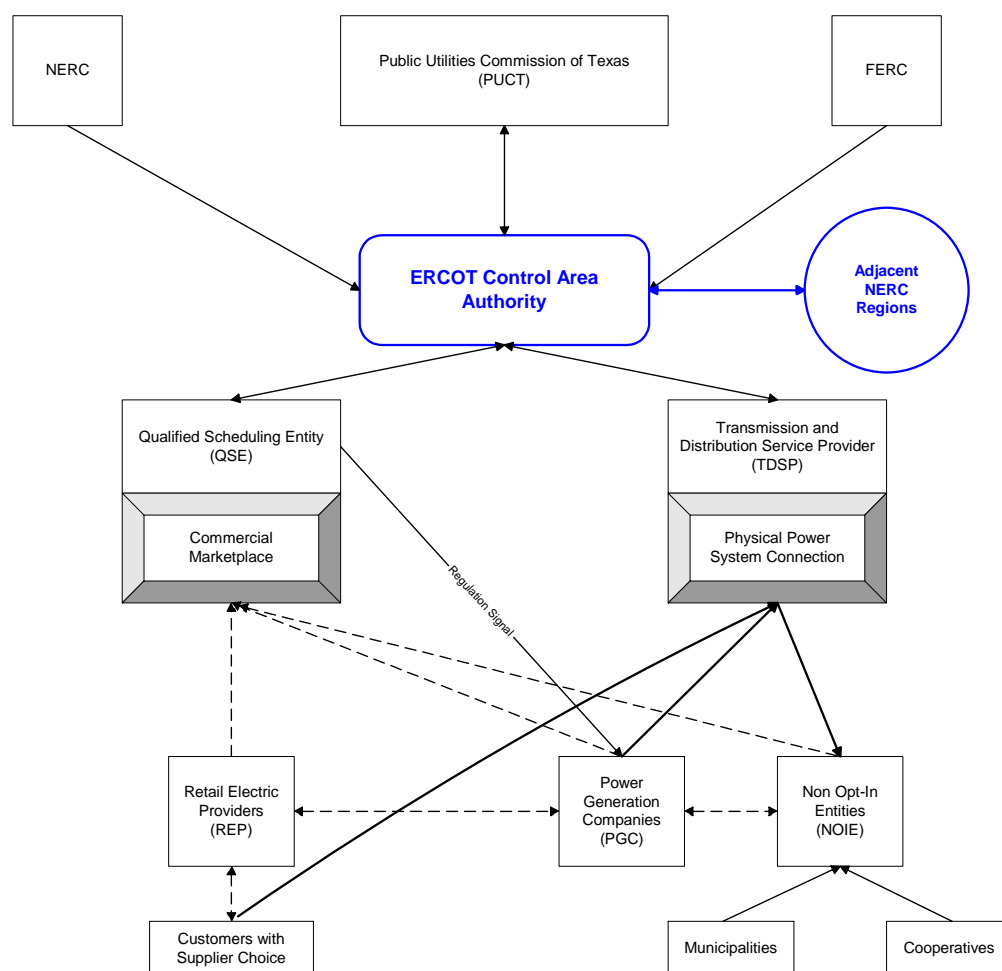 NERC
Public Utilities Commission of Texas
(PUCT)
FERC
ERCOT Control Area
Authority
Adjacent
NERC
Regions
Qualified Scheduling Entity
(QSE)
Transmission and
Distribution Service Provider
(TDSP)
Commercial
Marketplace
Physical Power
System Connection
Regulation Signal
Retail Electric
Providers
(REP)
Power
Generation
Companies
(PGC)
Non Opt-In
Entities
(NOIE)
Customers with
Supplier Choice
Municipalities
Cooperatives